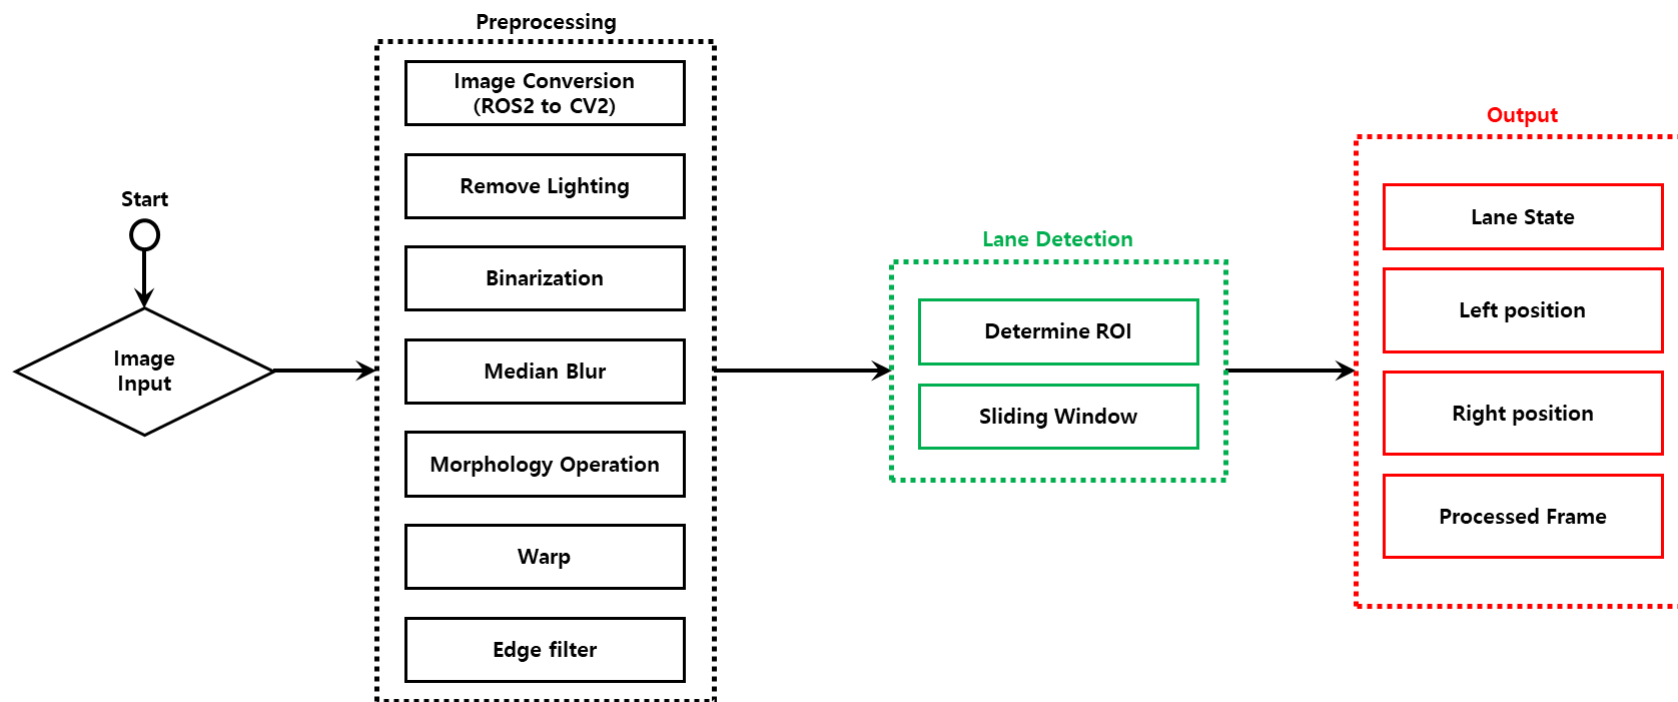 Start
Image
Input
Preprocessing
Image Conversion
(ROS2 to CV2)
Remove Lighting
Binarization
Median Blur
Morphology Operation
Warp
Edge filter
Lane Detection
Determine ROI
Sliding Window
Output
Lane State
Left position
Right position
Processed Frame